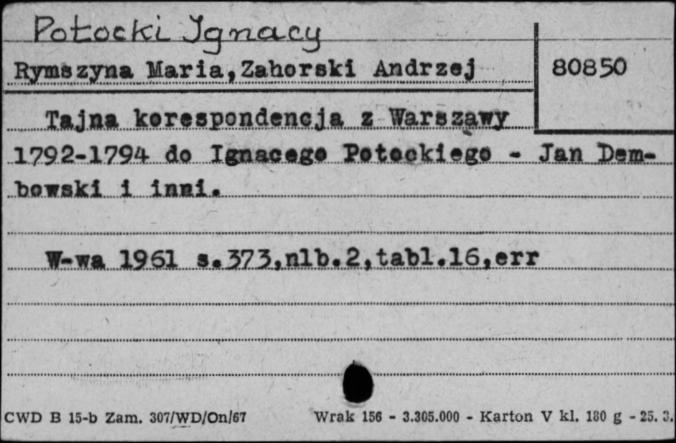 Potocki Ignacy
Rymszyna Maria,Zahorski Andrzej
80850
Tajna korespondencja z Warszawy
1792-1794 do Ignacego Potockiego - Jan Dem-
bowski i inni.
W-wa 1961 s.373,nlb.2,tabl.16,err
CWD B 15-b Zam. 307/WD/On/67 Wrak 156 - 3.305.000 - Karton V kl. 180 g - 25. 3.